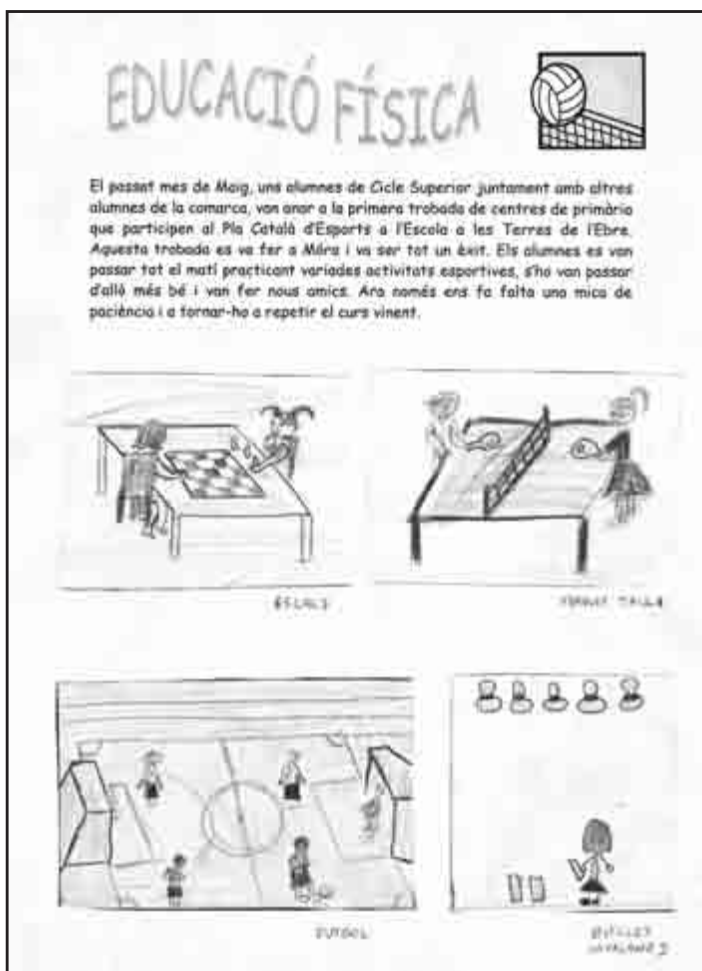 EDUCACIÓ FÍSICA
El passat mes de Maig, uns alumnes de Cicle Superior juntament amb altres
alumnes de la comarca, van anar a la primera trobada de centres de primària
que participen al Pla Català d'Esports a l'Escola a les Terres de l'Ebre.
Aquesta trobada es va fer a Móra i va ser tot un èxit. Els alumnes es van
passar tot el matí practicant variades activitats esportives, s'ho van passar
d'allò més bé i van fer nous amics. Ara només ens fa falta una mica de
paciència i a tornar-ho a repetir el curs vinent.
ESCACS
TENNIS TAULA
FUTBOL
BITLLES
CATALANES